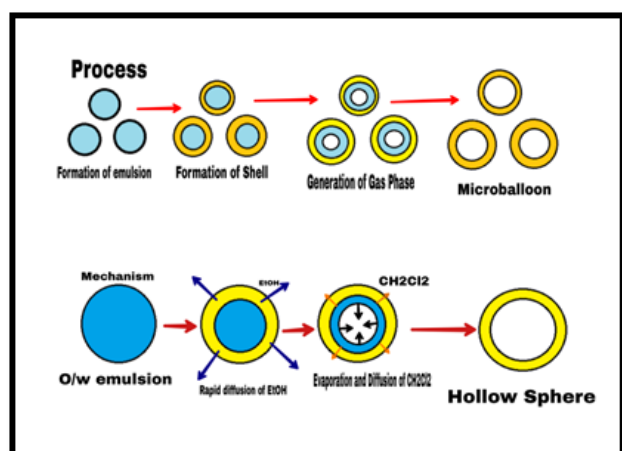 Process
Formation of emulsion
Formation of Shell
Generation of Gas Phase
Microballoon
Mechanism
O/w emulsion
EtOH
Rapid diffusion of EtOH
CH2Cl2
Evaporation and Diffusion of CH2Cl2
Hollow Sphere